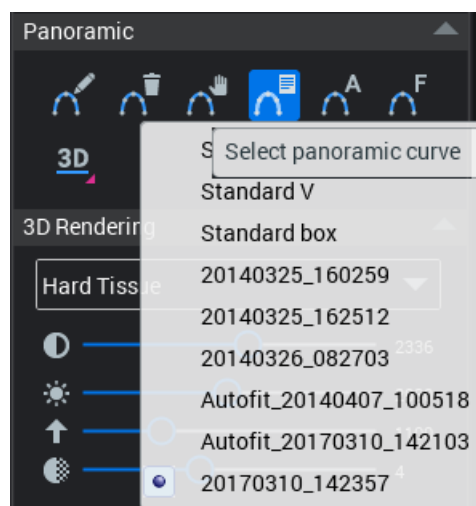 Panoramic
A F
3D
S Select panoramic curve
Standard V
3D Rendering
Standard box
Hard Tissue
20140325_160259
20140325_162512
2336
20140326_082703
Autofit_20140407_100518
Autofit_20170310_142103
4
20170310_142357